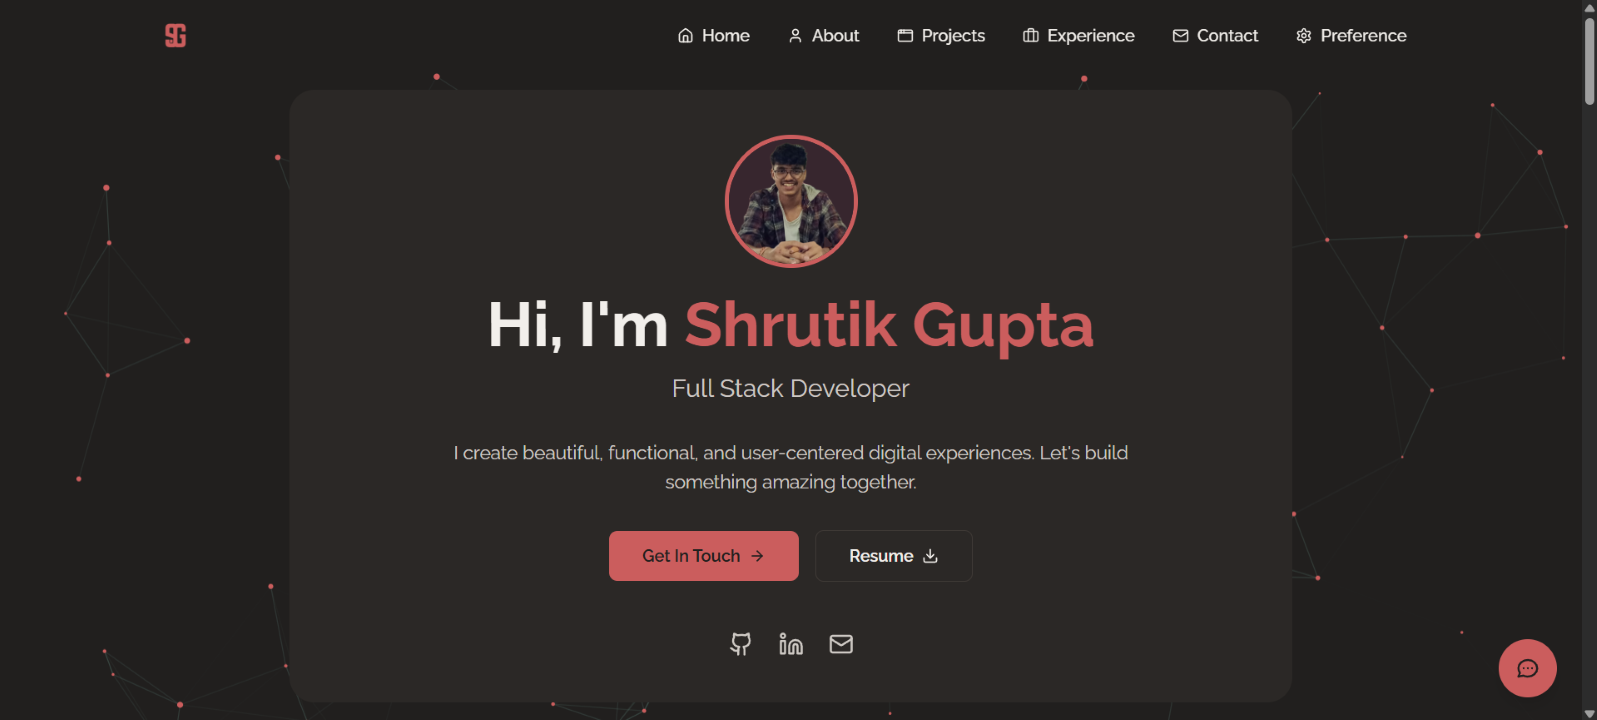 SG
Home About Projects Experience Contact Preference
Hi, I'm Shrutik Gupta
Full Stack Developer
I create beautiful, functional, and user-centered digital experiences. Let's build
something amazing together.
Get In Touch Resume